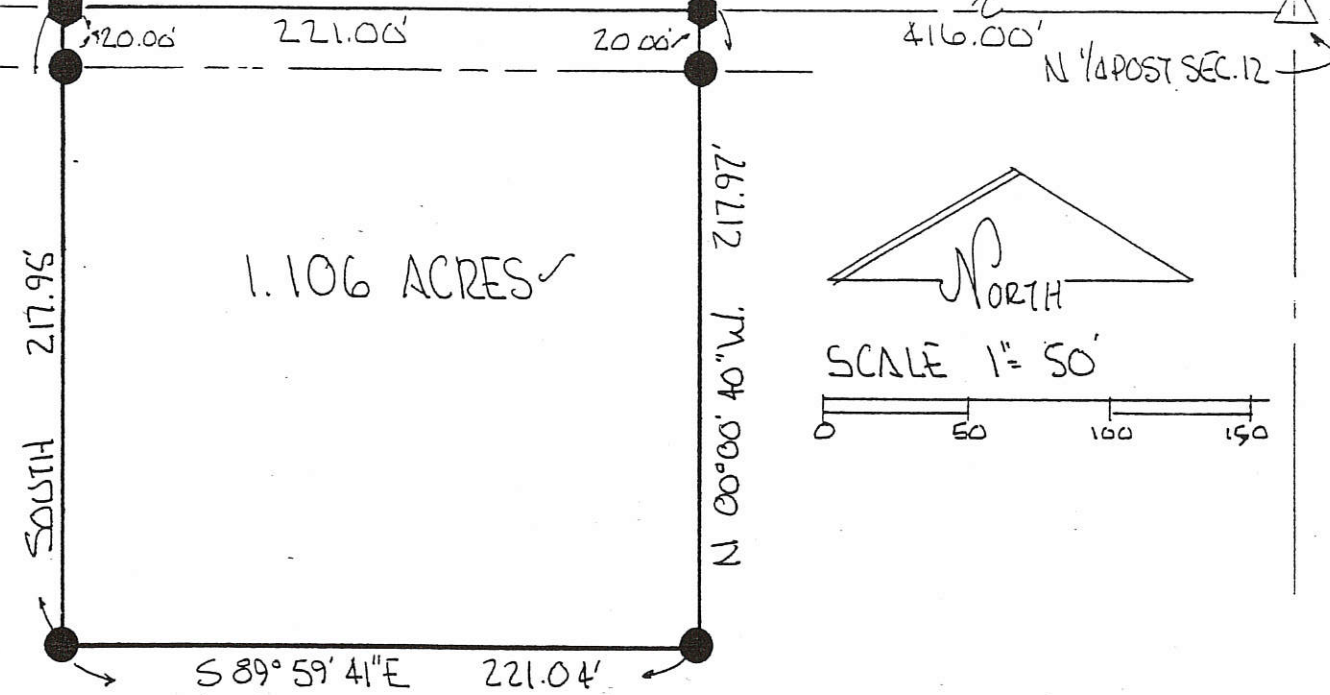 20.00' 221.00' 20.00' 416.00'
N 1/4 POST SEC. 12
SOUTH 217.95'
1.106 ACRES ✓
N 00°00' 40" W. 217.97'
NORTH
SCALE 1" = 50'
0 50 100 150
S 89° 59' 41" E 221.04'